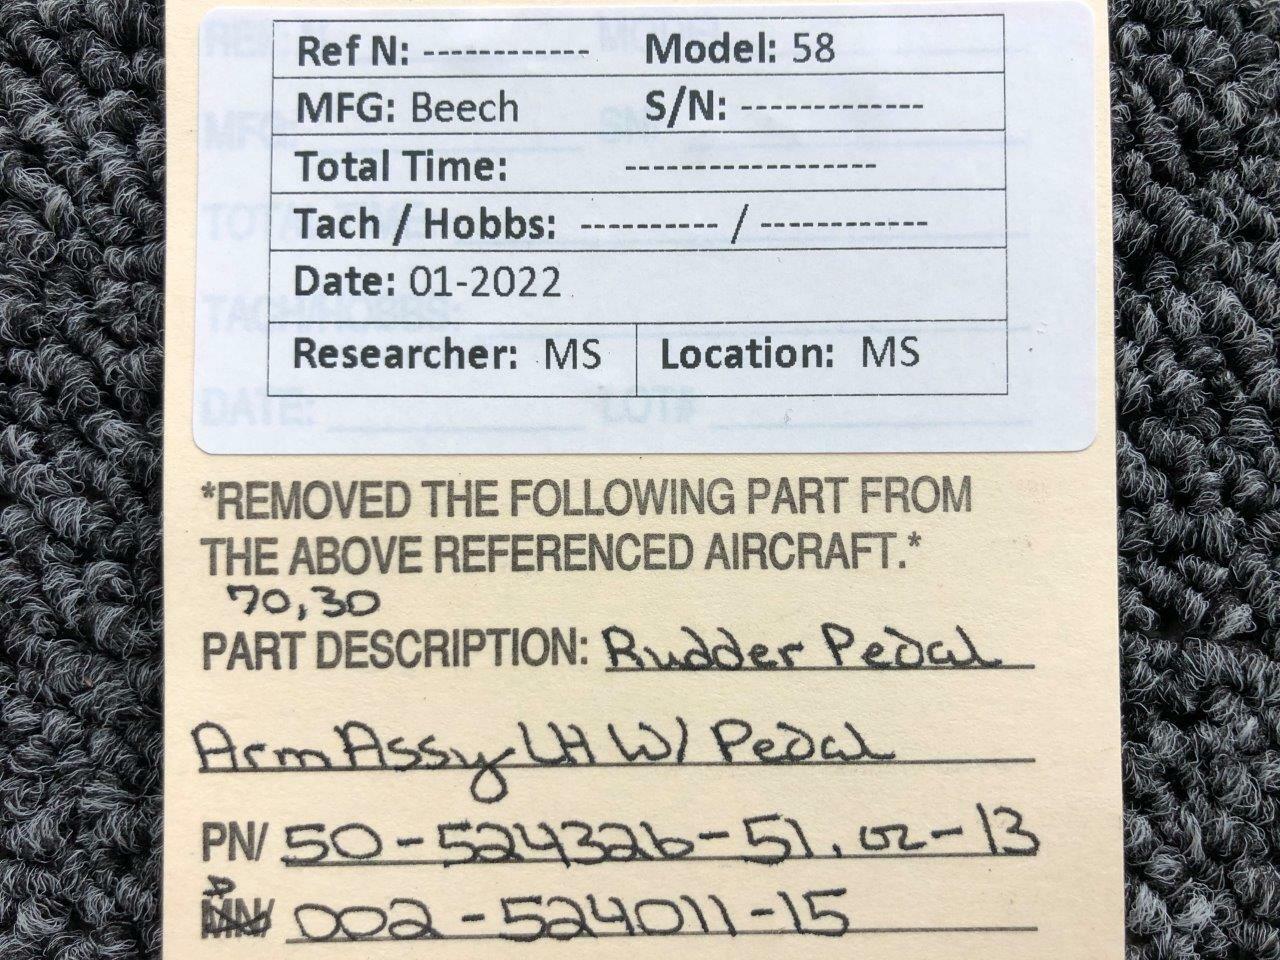 Ref N: ------------ Model: 58
MFG: Beech S/N: -------------
Total Time: ------------------
Tach / Hobbs: ---------- / ------------
Date: 01-2022
Researcher: MS Location: MS
*REMOVED THE FOLLOWING PART FROM
THE ABOVE REFERENCED AIRCRAFT.*
70,30
PART DESCRIPTION: Rudder Pedal
Arm Assy LH W/ Pedal
PN/ 50-524326-51, or -13
002-524011-15